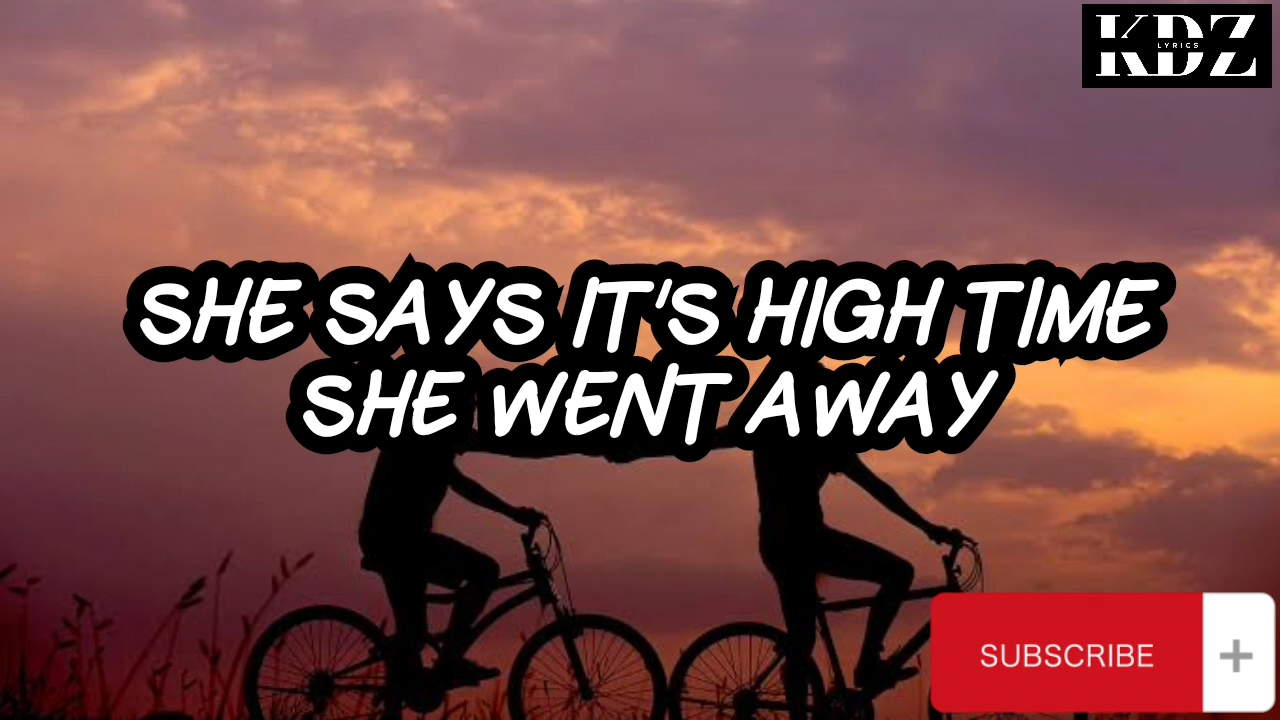 KDZ
LYRICS
SHE SAYS IT'S HIGH TIME
SHE WENT AWAY
SUBSCRIBE +